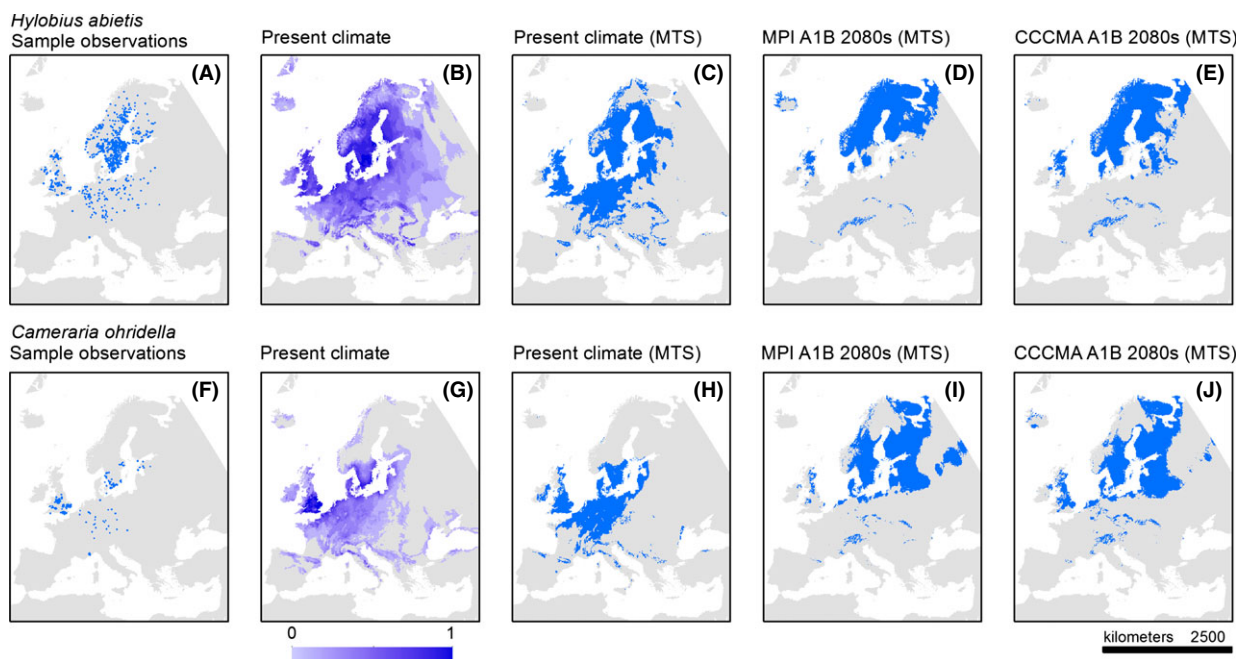 Hylobius abietis
Sample observations
Present climate
Present climate (MTS)
MPI A1B 2080s (MTS)
CCCMA A1B 2080s (MTS)
(A)
(B)
(C)
(D)
(E)
Cameraria ohridella
Sample observations
Present climate
Present climate (MTS)
MPI A1B 2080s (MTS)
CCCMA A1B 2080s (MTS)
(F)
(G)
(H)
(I)
(J)
0 1
kilometers 2500